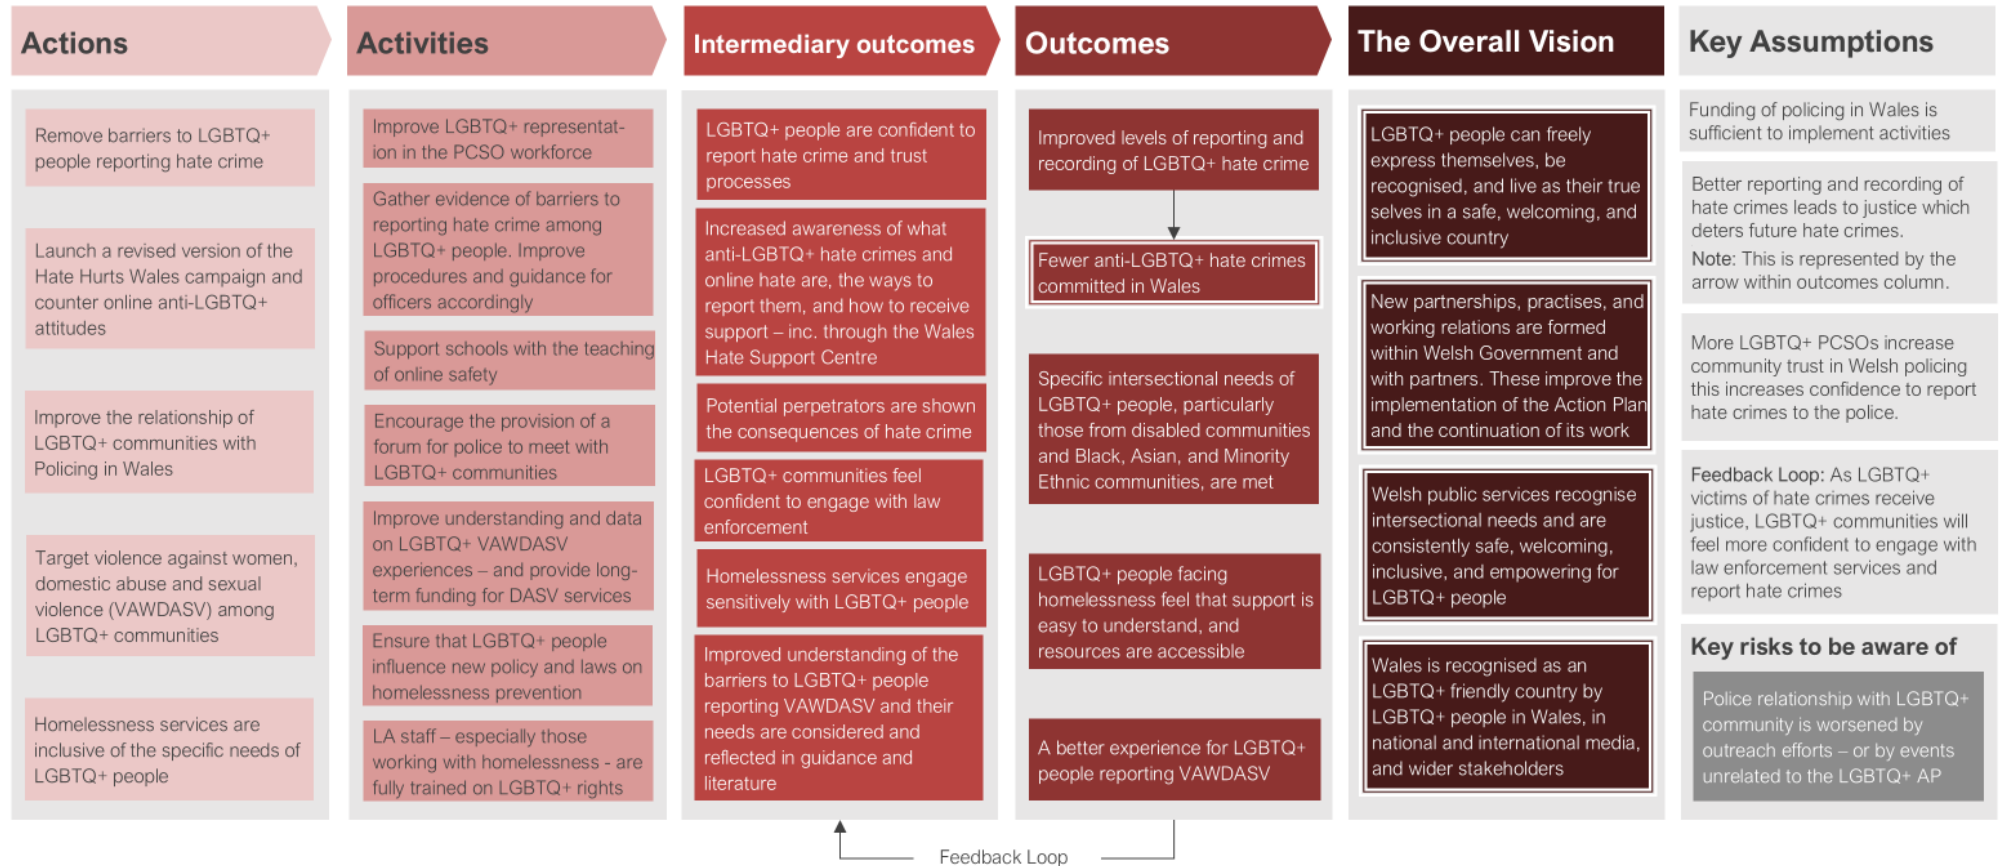 Actions
Remove barriers to LGBTQ+
people reporting hate crime
Launch a revised version of the
Hate Hurts Wales campaign and
counter online anti-LGBTQ+
attitudes
Improve the relationship of
LGBTQ+ communities with
Policing in Wales
Target violence against women,
domestic abuse and sexual
violence (VAWDASV) among
LGBTQ+ communities
Homelessness services are
inclusive of the specific needs of
LGBTQ+ people
Activities
Improve LGBTQ+ representat-
ion in the PCSO workforce
Gather evidence of barriers to
reporting hate crime among
LGBTQ+ people. Improve
procedures and guidance for
officers accordingly
Support schools with the teaching
of online safety
Encourage the provision of a
forum for police to meet with
LGBTQ+ communities
Improve understanding and data
on LGBTQ+ VAWDASV
experiences – and provide long-
term funding for DASV services
Ensure that LGBTQ+ people
influence new policy and laws on
homelessness prevention
LA staff – especially those
working with homelessness - are
fully trained on LGBTQ+ rights
Intermediary outcomes
LGBTQ+ people are confident to
report hate crime and trust
processes
Increased awareness of what
anti-LGBTQ+ hate crimes and
online hate are, the ways to
report them, and how to receive
support – inc. through the Wales
Hate Support Centre
Potential perpetrators are shown
the consequences of hate crime
LGBTQ+ communities feel
confident to engage with law
enforcement
Homelessness services engage
sensitively with LGBTQ+ people
Improved understanding of the
barriers to LGBTQ+ people
reporting VAWDASV and their
needs are considered and
reflected in guidance and
literature
Outcomes
Improved levels of reporting and
recording of LGBTQ+ hate crime
Fewer anti-LGBTQ+ hate crimes
committed in Wales
Specific intersectional needs of
LGBTQ+ people, particularly
those from disabled communities
and Black, Asian, and Minority
Ethnic communities, are met
LGBTQ+ people facing
homelessness feel that support is
easy to understand, and
resources are accessible
A better experience for LGBTQ+
people reporting VAWDASV
Feedback Loop
The Overall Vision
LGBTQ+ people can freely
express themselves, be
recognised, and live as their true
selves in a safe, welcoming, and
inclusive country
New partnerships, practises, and
working relations are formed
within Welsh Government and
with partners. These improve the
implementation of the Action Plan
and the continuation of its work
Welsh public services recognise
intersectional needs and are
consistently safe, welcoming,
inclusive, and empowering for
LGBTQ+ people
Wales is recognised as an
LGBTQ+ friendly country by
LGBTQ+ people in Wales, in
national and international media,
and wider stakeholders
Key Assumptions
Funding of policing in Wales is
sufficient to implement activities
Better reporting and recording of
hate crimes leads to justice which
deters future hate crimes.
Note: This is represented by the
arrow within outcomes column.
More LGBTQ+ PCSOs increase
community trust in Welsh policing
this increases confidence to report
hate crimes to the police.
Feedback Loop: As LGBTQ+
victims of hate crimes receive
justice, LGBTQ+ communities will
feel more confident to engage with
law enforcement services and
report hate crimes
Key risks to be aware of
Police relationship with LGBTQ+
community is worsened by
outreach efforts – or by events
unrelated to the LGBTQ+ AP